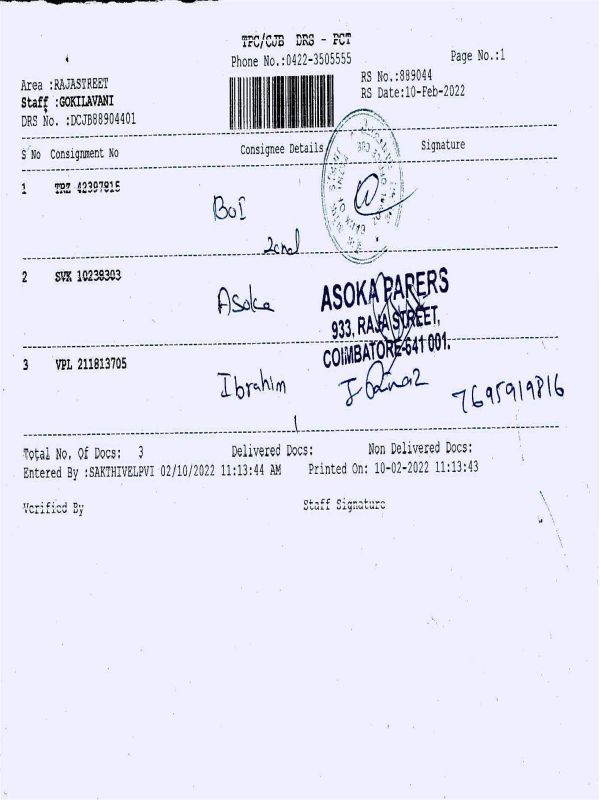 TPC/CJB DRS - PCT
Phone No.:0422-3505555 Page No.:1
Area :RAJASTREET RS No.:889044
Staff :GOKILAVANI RS Date:10-Feb-2022
DRS No. :DCJB88904401
S No Consignment No Consignee Details Signature
1 TRZ 42397815
BOI
2 SVK 10239303
Asoka
ASOKA PAPERS
933, RAJA STREET,
COIMBATORE-641 001.
3 VPL 211813705
Ibrahim
7695919816
Total No. Of Docs: 3 Delivered Docs: Non Delivered Docs:
Entered By :SAKTHIVELPVI 02/10/2022 11:13:44 AM Printed On: 10-02-2022 11:13:43
Verified By Staff Signature